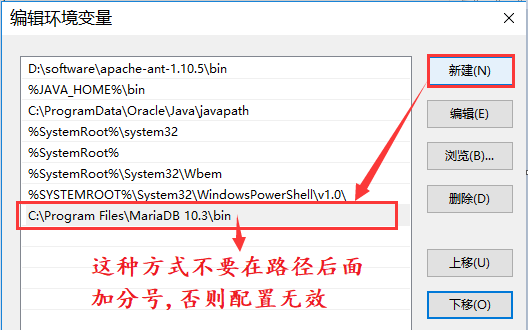 编辑环境变量
D:\software\apache-ant-1.10.5\bin
%JAVA_HOME%\bin
C:\ProgramData\Oracle\Java\javapath
%SystemRoot%\system32
%SystemRoot%
%SystemRoot%\System32\Wbem
%SYSTEMROOT%\System32\WindowsPowerShell\v1.0\
C:\Program Files\MariaDB 10.3\bin
这种方式不要在路径后面
加分号,否则配置无效
新建(N)
编辑(E)
浏览(B)...
删除(D)
上移(U)
下移(O)